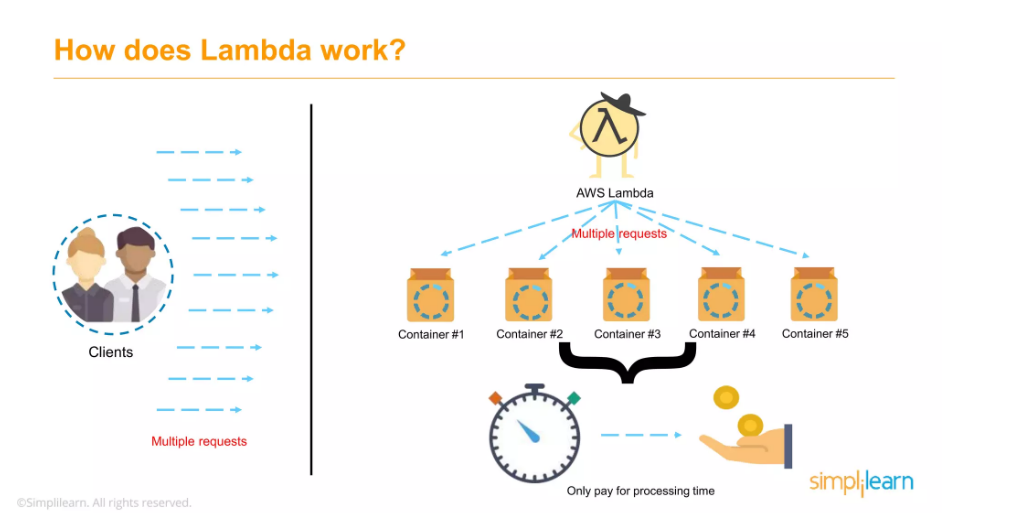 How does Lambda work?
λ
AWS Lambda
Multiple requests
Container #1
Container #2
Container #3
Container #4
Container #5
Clients
Multiple requests
Only pay for processing time
simplilearn
©Simplilearn. All rights reserved.